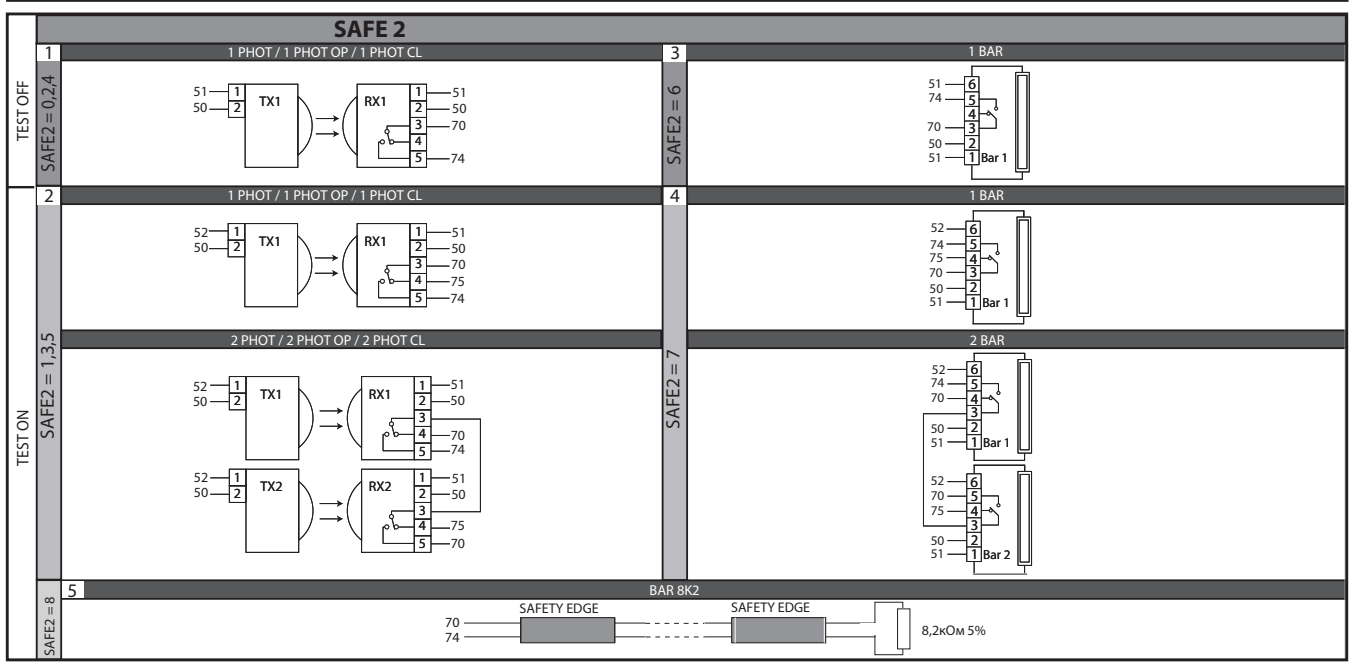 SAFE 2
TEST OFF
SAFE2 = 0,2,4
1
1 PHOT / 1 PHOT OP / 1 PHOT CL
51 1
50 2
TX1
RX1
1 51
2 50
3 70
4
5 74
SAFE2 = 6
3
1 BAR
51 6
74 5
4
70 3
50 2
51 1 Bar 1
TEST ON
SAFE2 = 1,3,5
2
1 PHOT / 1 PHOT OP / 1 PHOT CL
52 1
50 2
TX1
RX1
1 51
2 50
3 70
4 75
5 74
2 PHOT / 2 PHOT OP / 2 PHOT CL
52 1
50 2
TX1
RX1
1 51
2 50
3
4 70
5 74
52 1
50 2
TX2
RX2
1 51
2 50
3
4 75
5 70
SAFE2 = 7
4
1 BAR
52 6
74 5
75 4
70 3
50 2
51 1 Bar 1
2 BAR
52 6
74 5
70 4
3
50 2
51 1 Bar 1
52 6
70 5
75 4
3
50 2
51 1 Bar 2
SAFE2 = 8
5
BAR 8K2
70
74
SAFETY EDGE
SAFETY EDGE
8,2кОм 5%